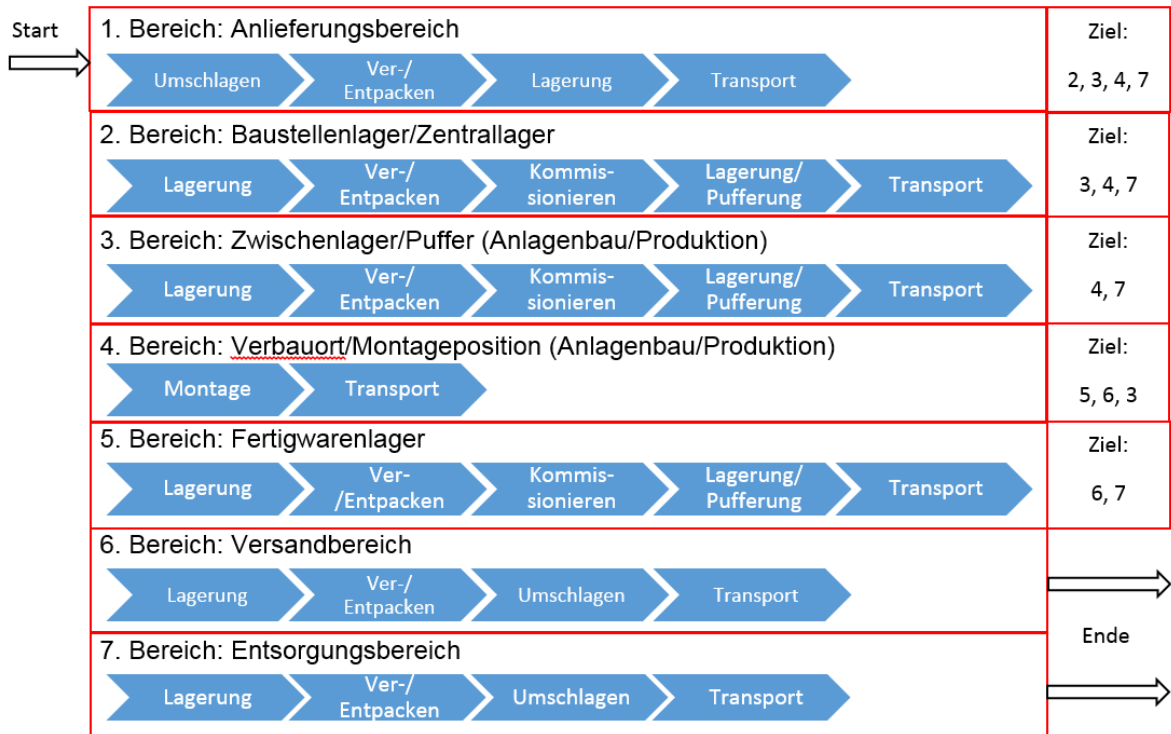 Start
1. Bereich: Anlieferungsbereich
Umschlagen
Ver-/
Entpacken
Lagerung
Transport
Ziel:
2, 3, 4, 7
2. Bereich: Baustellenlager/Zentrallager
Lagerung
Ver-/
Entpacken
Kommis-
sionieren
Lagerung/
Pufferung
Transport
Ziel:
3, 4, 7
3. Bereich: Zwischenlager/Puffer (Anlagenbau/Produktion)
Lagerung
Ver-/
Entpacken
Kommis-
sionieren
Lagerung/
Pufferung
Transport
Ziel:
4, 7
4. Bereich: Verbauort/Montageposition (Anlagenbau/Produktion)
Montage
Transport
Ziel:
5, 6, 3
5. Bereich: Fertigwarenlager
Lagerung
Ver-
/Entpacken
Kommis-
sionieren
Lagerung/
Pufferung
Transport
Ziel:
6, 7
6. Bereich: Versandbereich
Lagerung
Ver-/
Entpacken
Umschlagen
Transport
Ende
7. Bereich: Entsorgungsbereich
Lagerung
Ver-/
Entpacken
Umschlagen
Transport